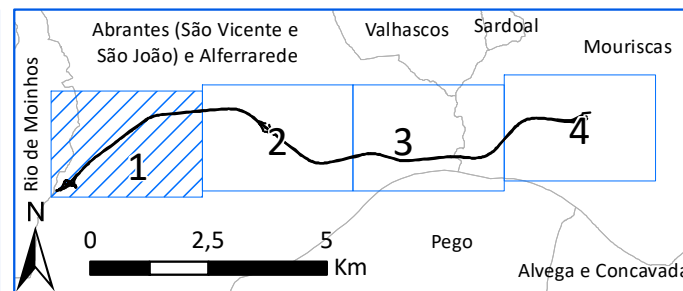 Abrantes (São Vicente e
São João) e Alferrarede
Valhascos
Sardoal
Mouriscas
Rio de Moinhos
1
2
3
4
N
0 2,5 5
Km
Pego
Alvega e Concavada